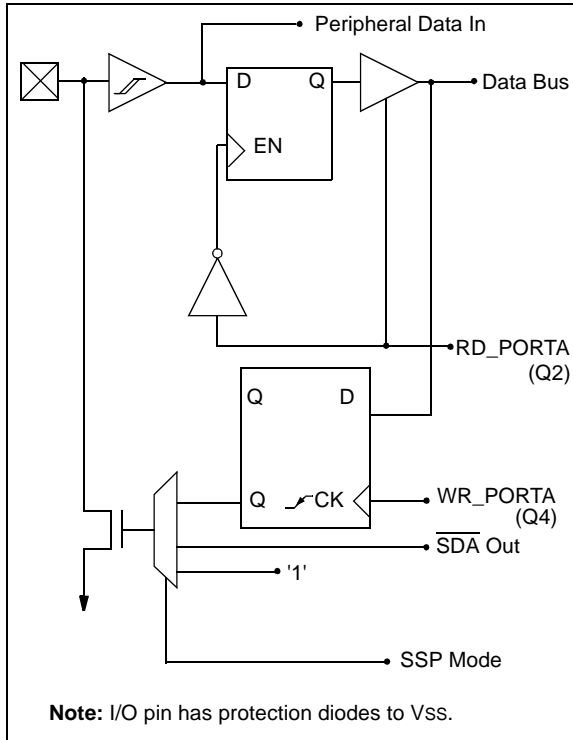 Peripheral Data In
D
Q
Data Bus
EN
RD_PORTA
(Q2)
Q
D
Q
CK
WR_PORTA
(Q4)
SDA Out
'1'
SSP Mode
Note: I/O pin has protection diodes to VSS.